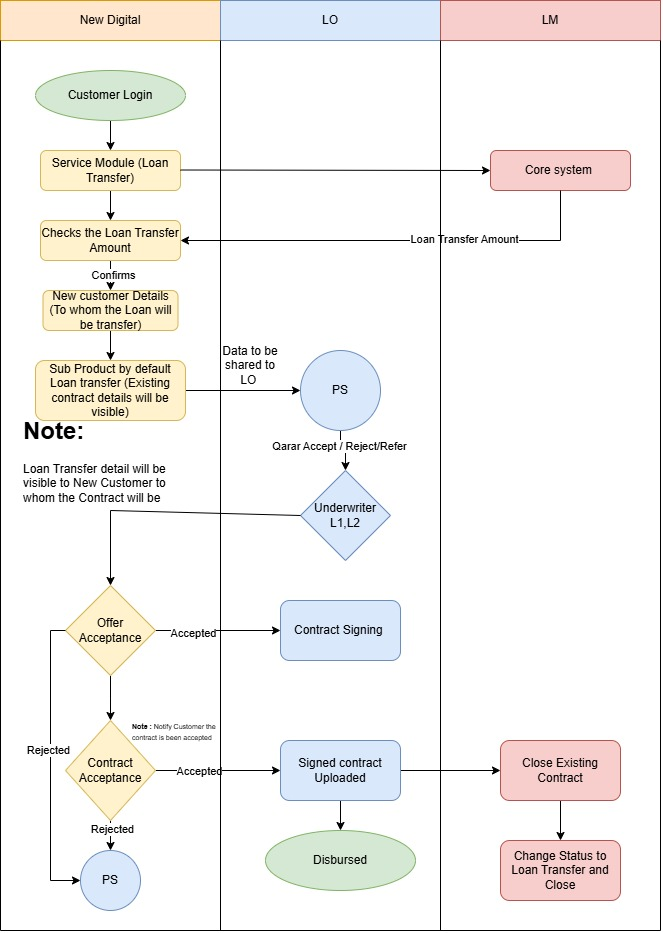 New Digital
LO
LM
Customer Login
Service Module (Loan
Transfer)
Core system
Checks the Loan Transfer
Amount
Loan Transfer Amount
Confirms
New customer Details
(To whom the Loan will
be transfer)
Sub Product by default
Loan transfer (Existing
contract details will be
visible)
Data to be
shared to
LO
PS
Note:
Loan Transfer detail will be
visible to New Customer to
whom the Contract will be
Qarar Accept / Reject/Refer
Underwriter
L1,L2
Offer
Acceptance
Accepted
Contract Signing
Rejected
Note : Notify Customer the
contract is been accepted
Contract
Acceptance
Accepted
Signed contract
Uploaded
Close Existing
Contract
Rejected
PS
Disbursed
Change Status to
Loan Transfer and
Close